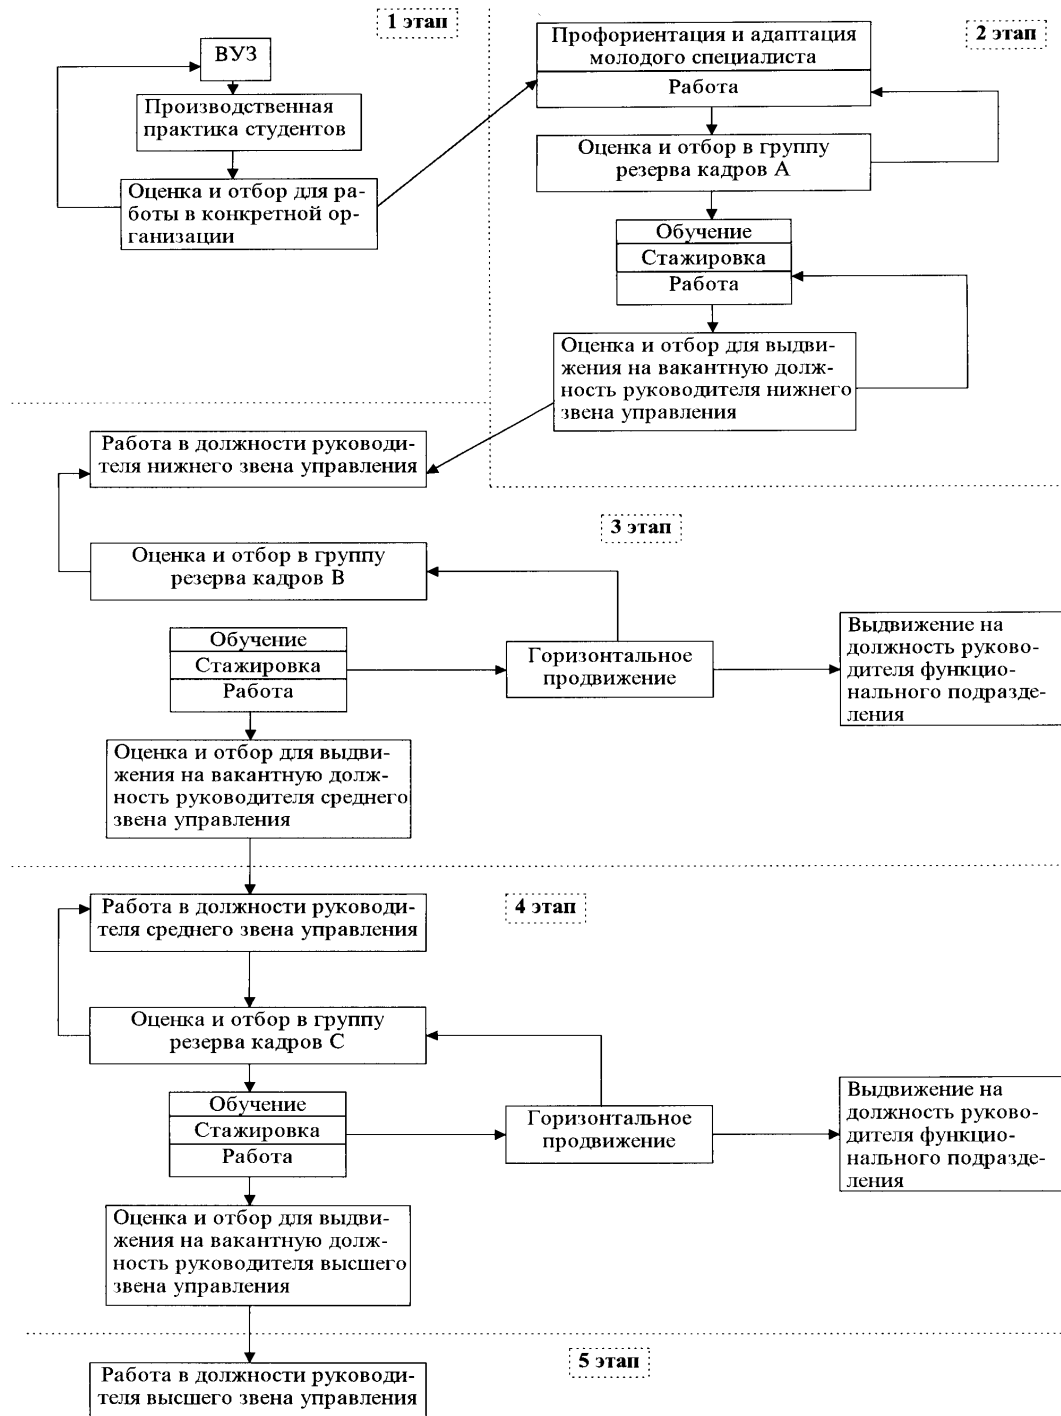 1 этап
ВУЗ
Производственная
практика студентов
Оценка и отбор для ра-
боты в конкретной ор-
ганизации
2 этап
Профориентация и адаптация
молодого специалиста
Работа
Оценка и отбор в группу
резерва кадров А
Обучение
Стажировка
Работа
Оценка и отбор для выдви-
жения на вакантную долж-
ность руководителя нижнего
звена управления
3 этап
Работа в должности руководи-
теля нижнего звена управления
Оценка и отбор в группу
резерва кадров В
Обучение
Стажировка
Работа
Горизонтальное
продвижение
Выдвижение на
должность руково-
дителя функцио-
нального подразде-
ления
Оценка и отбор для выдви-
жения на вакантную долж-
ность руководителя среднего
звена управления
4 этап
Работа в должности руководи-
теля среднего звена управления
Оценка и отбор в группу
резерва кадров С
Обучение
Стажировка
Работа
Горизонтальное
продвижение
Выдвижение на
должность руково-
дителя функцио-
нального подразде-
ления
Оценка и отбор для выдви-
жения на вакантную долж-
ность руководителя высшего
звена управления
5 этап
Работа в должности руководи-
теля высшего звена управления